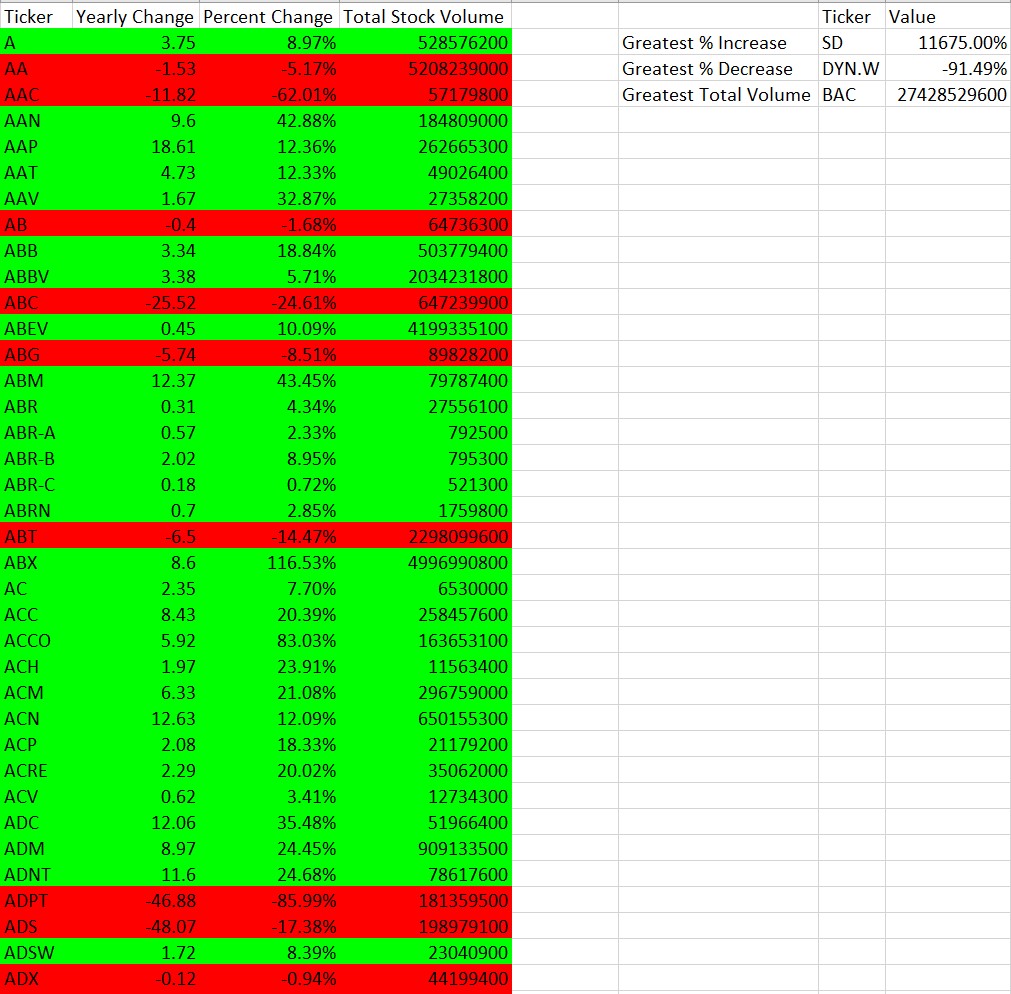 Ticker Yearly Change Percent Change Total Stock Volume Ticker Value
A 3.75 8.97% 528576200 Greatest % Increase SD 11675.00%
AA -1.53 -5.17% 5208239000 Greatest % Decrease DYN.W -91.49%
AAC -11.82 -62.01% 57179800 Greatest Total Volume BAC 27428529600
AAN 9.6 42.88% 184809000
AAP 18.61 12.36% 262665300
AAT 4.73 12.33% 49026400
AAV 1.67 32.87% 27358200
AB -0.4 -1.68% 64736300
ABB 3.34 18.84% 503779400
ABBV 3.38 5.71% 2034231800
ABC -25.52 -24.61% 647239900
ABEV 0.45 10.09% 4199335100
ABG -5.74 -8.51% 89828200
ABM 12.37 43.45% 79787400
ABR 0.31 4.34% 27556100
ABR-A 0.57 2.33% 792500
ABR-B 2.02 8.95% 795300
ABR-C 0.18 0.72% 521300
ABRN 0.7 2.85% 1759800
ABT -6.5 -14.47% 2298099600
ABX 8.6 116.53% 4996990800
AC 2.35 7.70% 6530000
ACC 8.43 20.39% 258457600
ACCO 5.92 83.03% 163653100
ACH 1.97 23.91% 11563400
ACM 6.33 21.08% 296759000
ACN 12.63 12.09% 650155300
ACP 2.08 18.33% 21179200
ACRE 2.29 20.02% 35062000
ACV 0.62 3.41% 12734300
ADC 12.06 35.48% 51966400
ADM 8.97 24.45% 909133500
ADNT 11.6 24.68% 78617600
ADPT -46.88 -85.99% 181359500
ADS -48.07 -17.38% 198979100
ADSW 1.72 8.39% 23040900
ADX -0.12 -0.94% 44199400